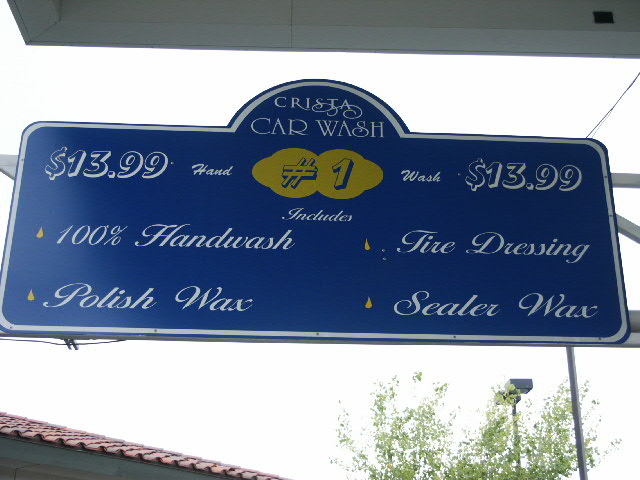 CRISTA
CAR WASH
$13.99 Hand #1 Wash $13.99
Includes
100% Handwash Tire Dressing
Polish Wax Sealer Wax